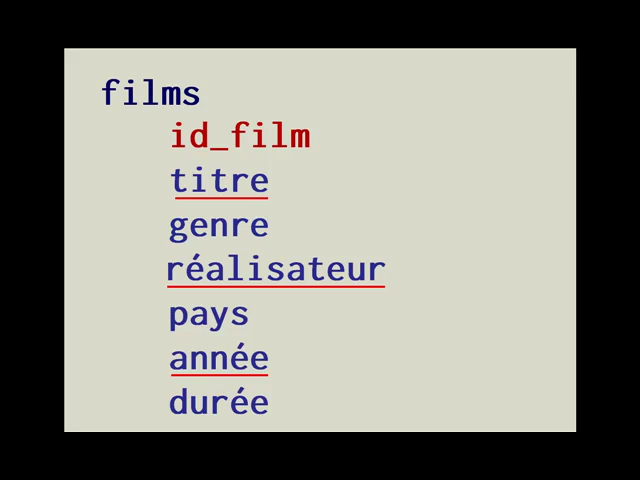 films
id_film
titre
genre
réalisateur
pays
année
durée